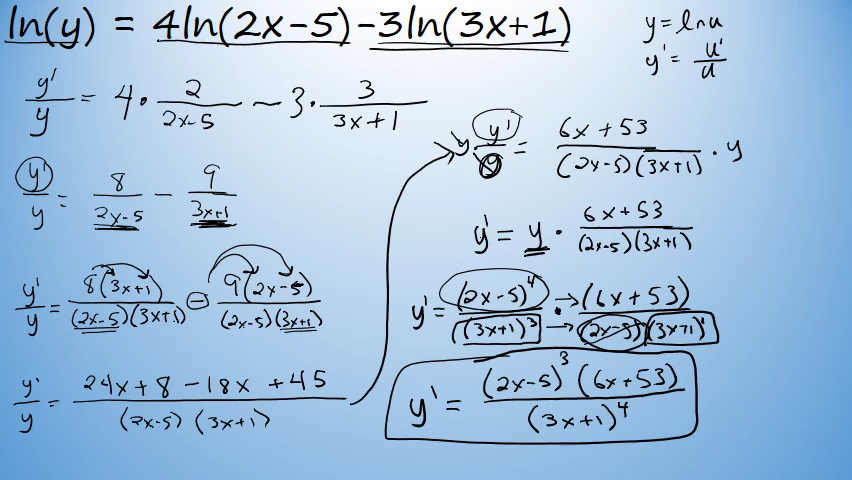 ln(y) = 4ln(2x-5)-3ln(3x+1)
y = ln u
y' = u'/u
y'/y = 4 · 2/(2x-5) - 3 · 3/(3x+1)
y'/y = 8/(2x-5) - 9/(3x+1)
y'/y = 8(3x+1)/(2x-5)(3x+1) - 9(2x-5)/(2x-5)(3x+1)
y'/y = 24x+8-18x+45/(2x-5)(3x+1)
y · y'/y = 6x+53/(2x-5)(3x+1) · y
y' = y · 6x+53/(2x-5)(3x+1)
y' = (2x-5)^4/(3x+1)^3 · (6x+53)/(2x-5)(3x+1)^1
y' = (2x-5)^3 (6x+53)/(3x+1)^4